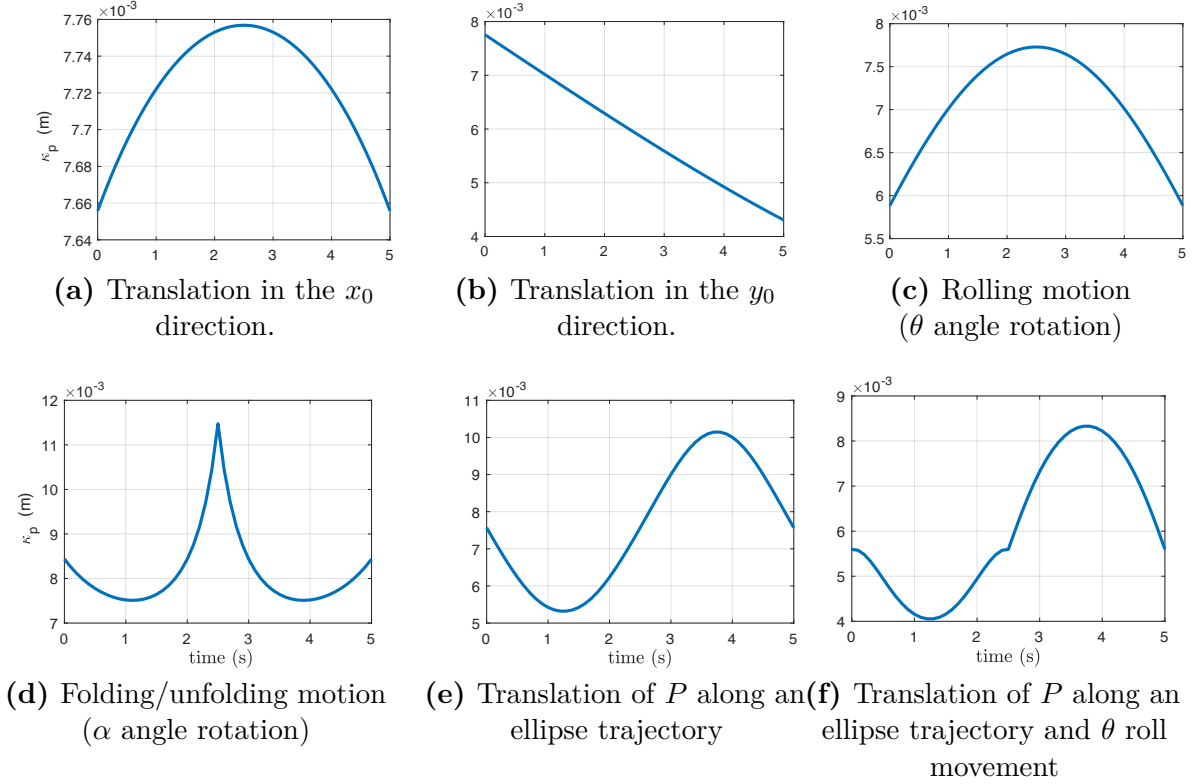 ×10⁻³
7.76
7.74
7.72
7.7
7.68
7.66
7.64
κp (m)
0 1 2 3 4 5
(a) Translation in the x₀
direction.
×10⁻³
8
7
6
5
4
0 1 2 3 4 5
(b) Translation in the y₀
direction.
×10⁻³
8
7.5
7
6.5
6
5.5
0 1 2 3 4 5
(c) Rolling motion
(θ angle rotation)
×10⁻³
12
11
10
9
8
7
κp (m)
0 1 2 3 4 5
time (s)
(d) Folding/unfolding motion
(α angle rotation)
×10⁻³
11
10
9
8
7
6
5
0 1 2 3 4 5
time (s)
(e) Translation of P along an
ellipse trajectory
×10⁻³
9
8
7
6
5
4
0 1 2 3 4 5
time (s)
(f) Translation of P along an
ellipse trajectory and θ roll
movement